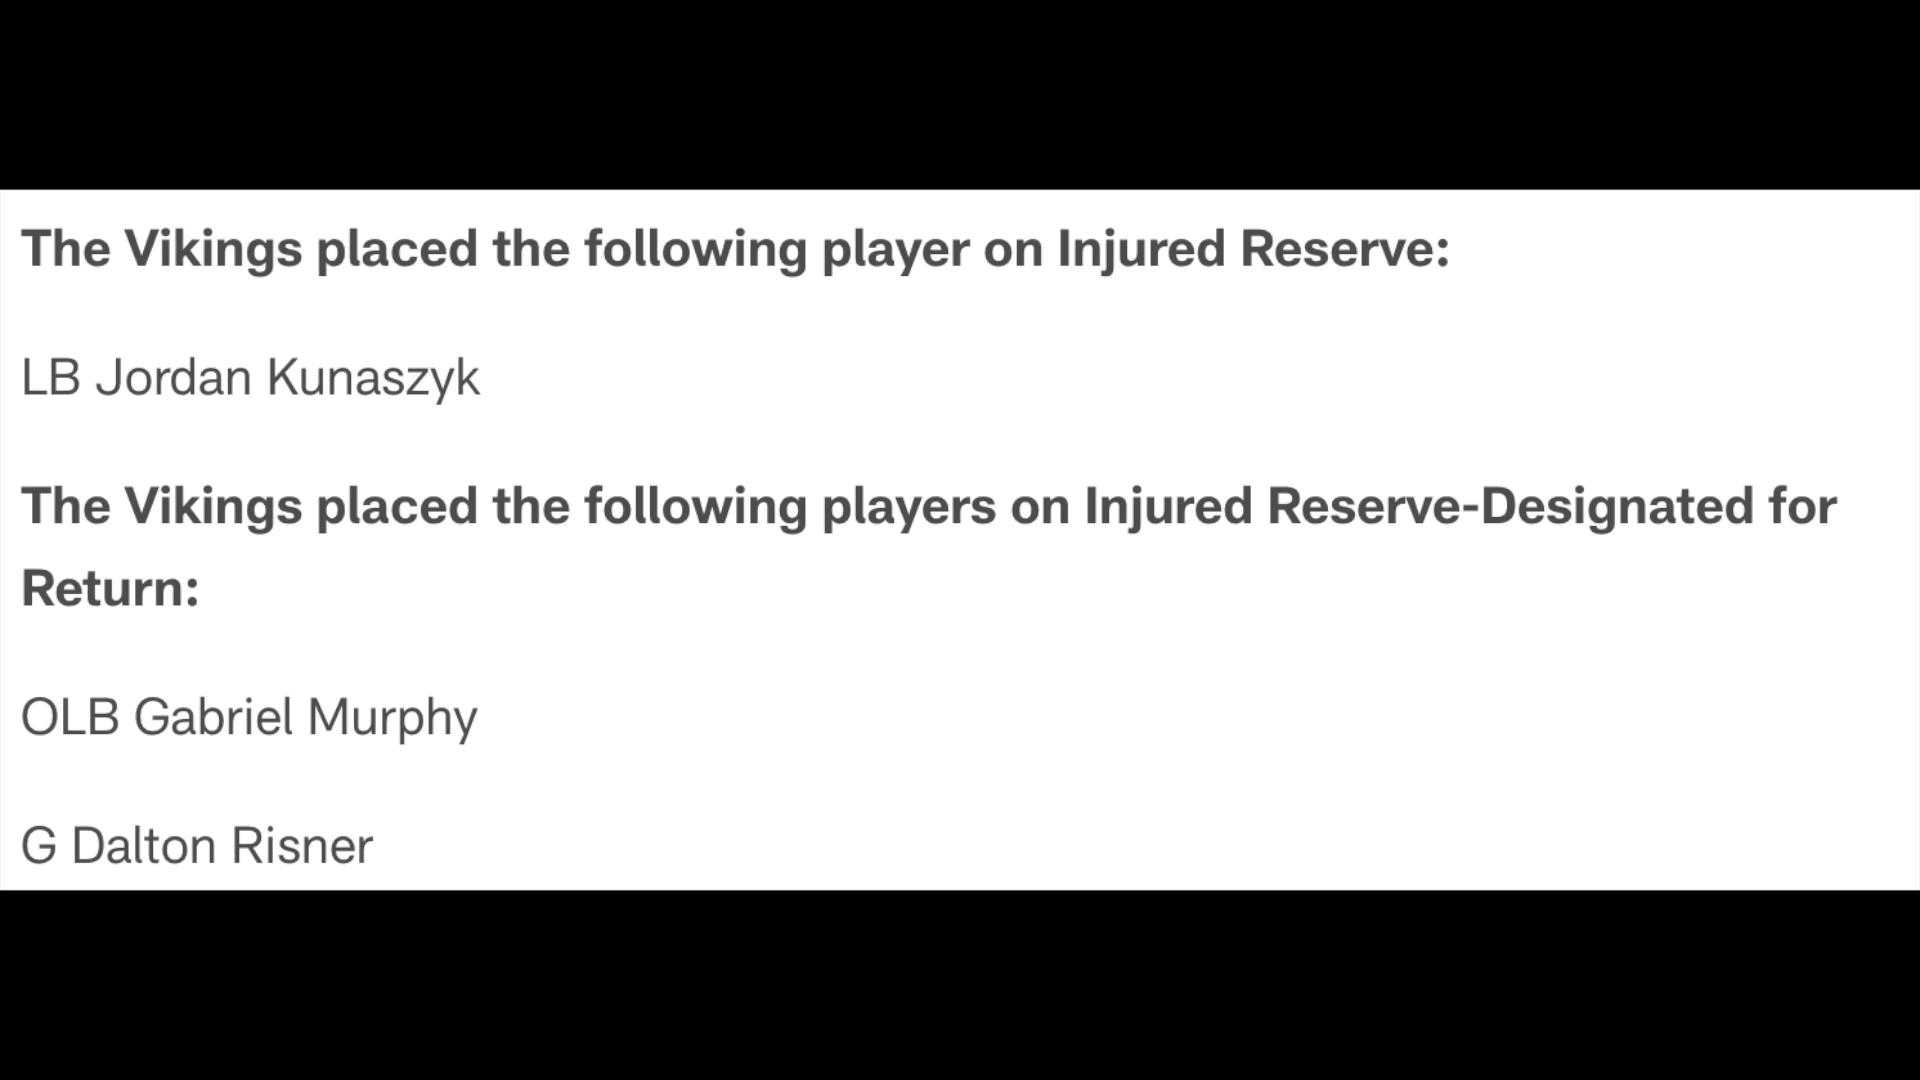 The Vikings placed the following player on Injured Reserve:
LB Jordan Kunaszyk
The Vikings placed the following players on Injured Reserve-Designated for
Return:
OLB Gabriel Murphy
G Dalton Risner